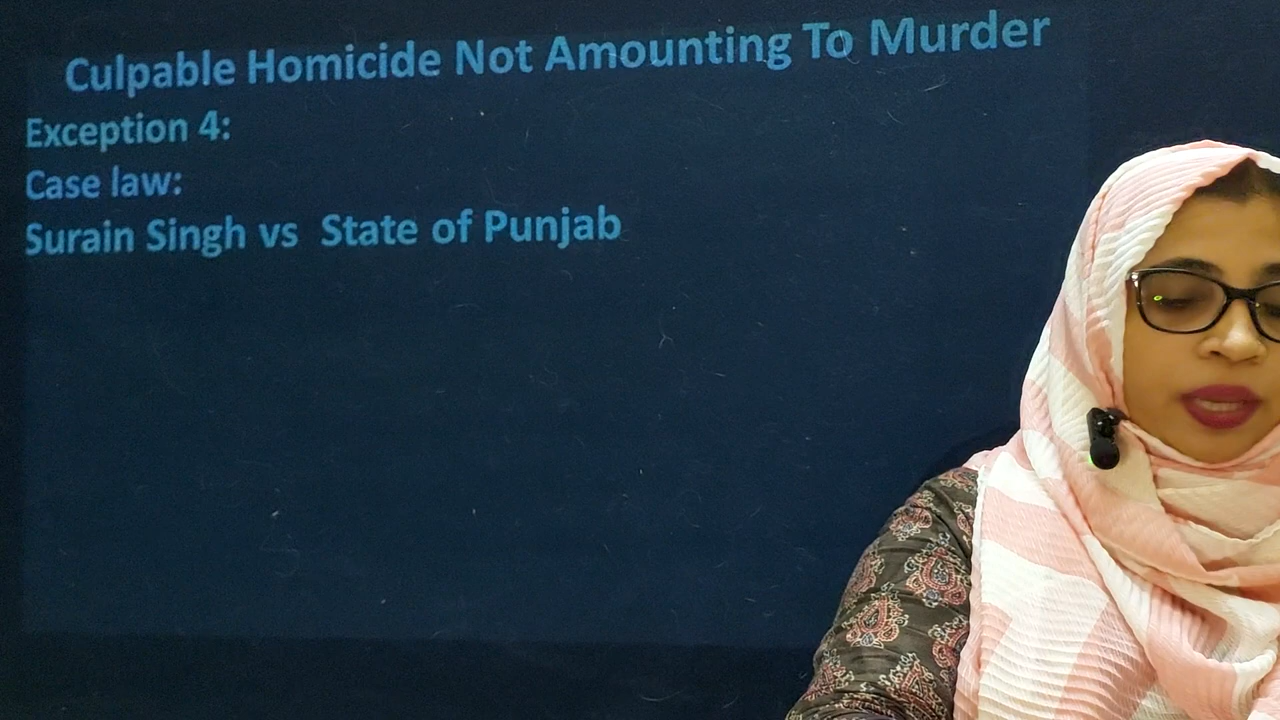 Culpable Homicide Not Amounting To Murder
Exception 4:
Case law:
Surain Singh vs State of Punjab